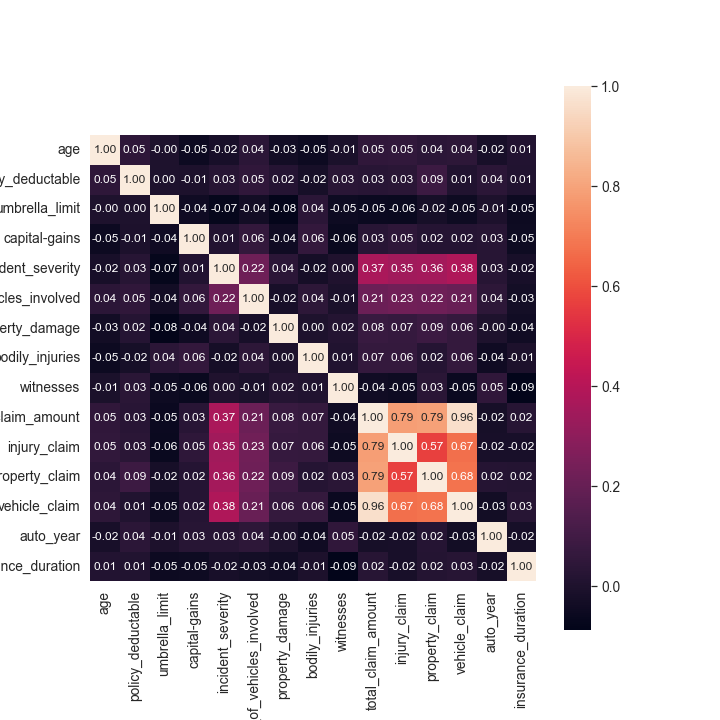 1.0
age 1.00 0.05 -0.00 -0.05 -0.02 0.04 -0.03 -0.05 -0.01 0.05 0.05 0.04 0.04 -0.02 0.01
y_deductable 0.05 1.00 0.00 -0.01 0.03 0.05 0.02 -0.02 0.03 0.03 0.03 0.09 0.01 0.04 0.01
0.8
umbrella_limit -0.00 0.00 1.00 -0.04 -0.07 -0.04 -0.08 0.04 -0.05 -0.05 -0.06 -0.02 -0.05 -0.01 -0.05
capital-gains -0.05 -0.01 -0.04 1.00 0.01 0.06 -0.04 0.06 -0.06 0.03 0.05 0.02 0.02 0.03 -0.05
dent_severity -0.02 0.03 -0.07 0.01 1.00 0.22 0.04 -0.02 0.00 0.37 0.35 0.36 0.38 0.03 -0.02
0.6
cles_involved 0.04 0.05 -0.04 0.06 0.22 1.00 -0.02 0.04 -0.01 0.21 0.23 0.22 0.21 0.04 -0.03
erty_damage -0.03 0.02 -0.08 -0.04 0.04 -0.02 1.00 0.00 0.02 0.08 0.07 0.09 0.06 -0.00 -0.04
bodily_injuries -0.05 -0.02 0.04 0.06 -0.02 0.04 0.00 1.00 0.01 0.07 0.06 0.02 0.06 -0.04 -0.01
0.4
witnesses -0.01 0.03 -0.05 -0.06 0.00 -0.01 0.02 0.01 1.00 -0.04 -0.05 0.03 -0.05 0.05 -0.09
claim_amount 0.05 0.03 -0.05 0.03 0.37 0.21 0.08 0.07 -0.04 1.00 0.79 0.79 0.96 -0.02 0.02
injury_claim 0.05 0.03 -0.06 0.05 0.35 0.23 0.07 0.06 -0.05 0.79 1.00 0.57 0.67 -0.02 -0.02
0.2
roperty_claim 0.04 0.09 -0.02 0.02 0.36 0.22 0.09 0.02 0.03 0.79 0.57 1.00 0.68 0.02 0.02
vehicle_claim 0.04 0.01 -0.05 0.02 0.38 0.21 0.06 0.06 -0.05 0.96 0.67 0.68 1.00 -0.03 0.03
auto_year -0.02 0.04 -0.01 0.03 0.03 0.04 -0.00 -0.04 0.05 -0.02 -0.02 0.02 -0.03 1.00 -0.02
nce_duration 0.01 0.01 -0.05 -0.05 -0.02 -0.03 -0.04 -0.01 -0.09 0.02 -0.02 0.02 0.03 -0.02 1.00
0.0
age
policy_deductable
umbrella_limit
capital-gains
incident_severity
of_vehicles_involved
property_damage
bodily_injuries
witnesses
total_claim_amount
injury_claim
property_claim
vehicle_claim
auto_year
insurance_duration